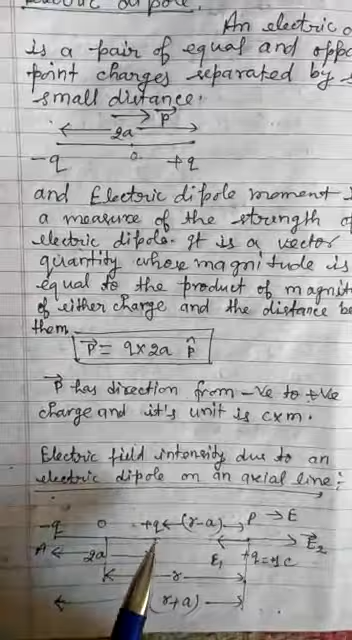 An electric
is a pair of equal and oppo
point charges separated by
small distance.
P
2a
-q o +q
and Electric dipole moment
a measure of the strength of
electric dipole. It is a vector
quantity whose magnitude is
equal to the product of magnit
of either charge and the distance be
them
P = q×2a p̂
P has direction from -ve to +ve
charge and it's unit is c×m.
Electric field intensity due to an
electric dipole on an axial line:
-q o +q (r-a) P E
A 2a E1 +q=1C E2
r
(r+a)